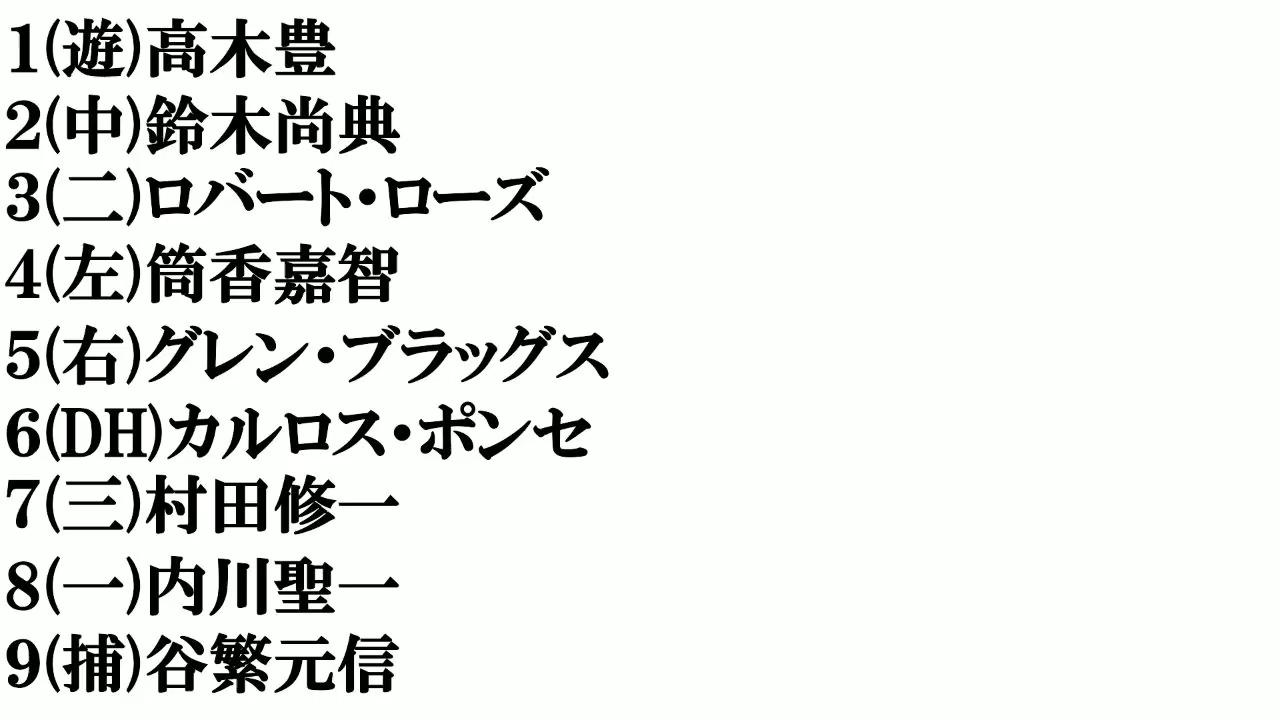 1(遊)高木豊
2(中)鈴木尚典
3(二)ロバート・ローズ
4(左)筒香嘉智
5(右)グレン・ブラッグス
6(DH)カルロス・ポンセ
7(三)村田修一
8(一)内川聖一
9(捕)谷繁元信